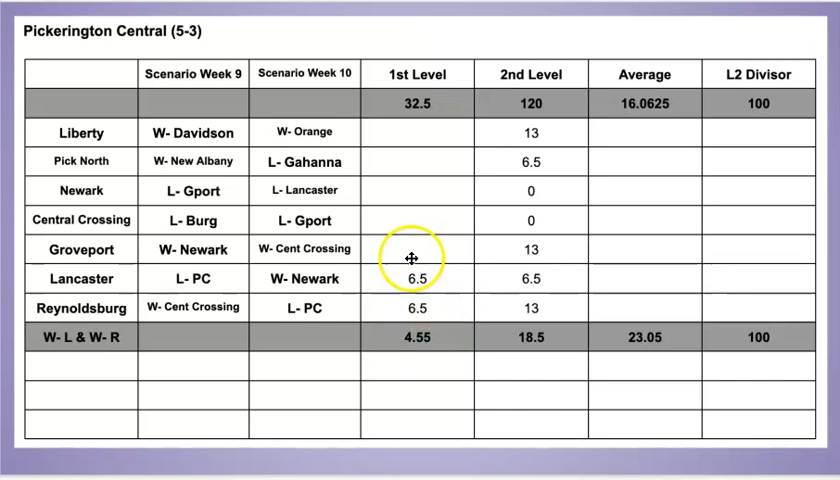 Pickerington Central (5-3)
Scenario Week 9 Scenario Week 10 1st Level 2nd Level Average L2 Divisor
32.5 120 16.0625 100
Liberty W- Davidson W- Orange 13
Pick North W- New Albany L- Gahanna 6.5
Newark L- Gport L- Lancaster 0
Central Crossing L- Burg L- Gport 0
Groveport W- Newark W- Cent Crossing 13
Lancaster L- PC W- Newark 6.5 6.5
Reynoldsburg W- Cent Crossing L- PC 6.5 13
W- L & W- R 4.55 18.5 23.05 100